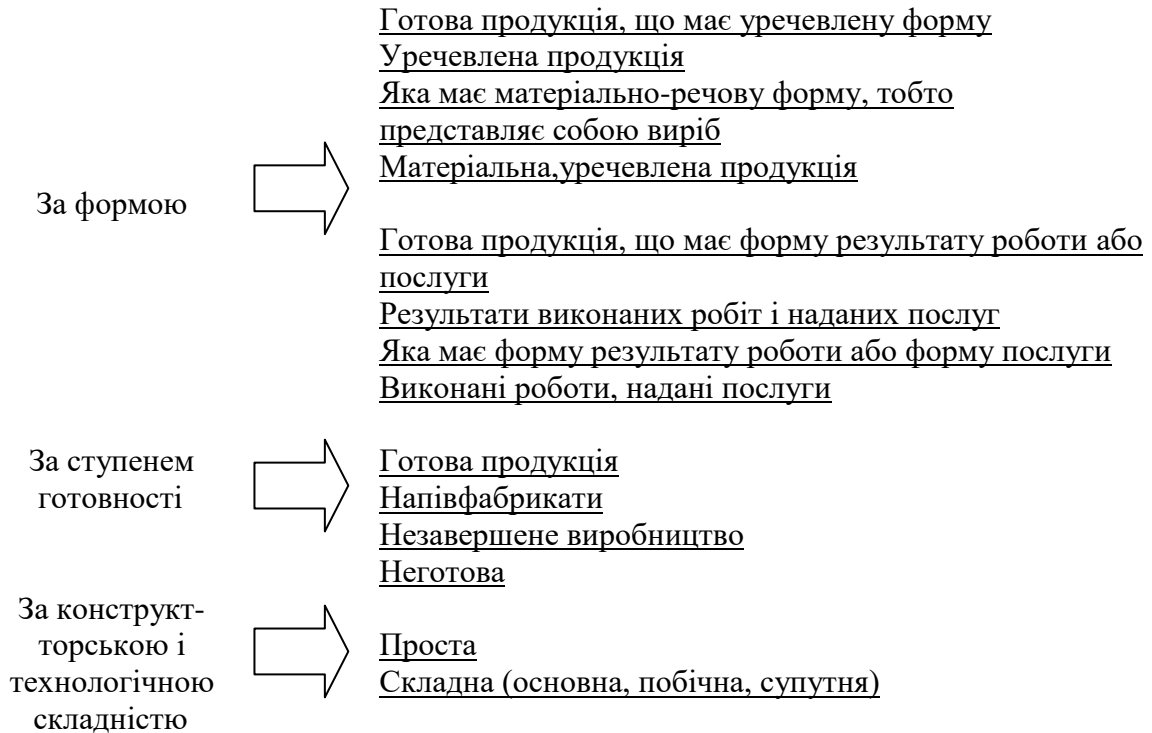 За формою
Готова продукція, що має уречевлену форму
Уречевлена продукція
Яка має матеріально-речову форму, тобто
представляє собою виріб
Матеріальна,уречевлена продукція
Готова продукція, що має форму результату роботи або
послуги
Результати виконаних робіт і наданих послуг
Яка має форму результату роботи або форму послуги
Виконані роботи, надані послуги
За ступенем
готовності
Готова продукція
Напівфабрикати
Незавершене виробництво
Неготова
За конструкт-
торською і
технологічною
складністю
Проста
Складна (основна, побічна, супутня)